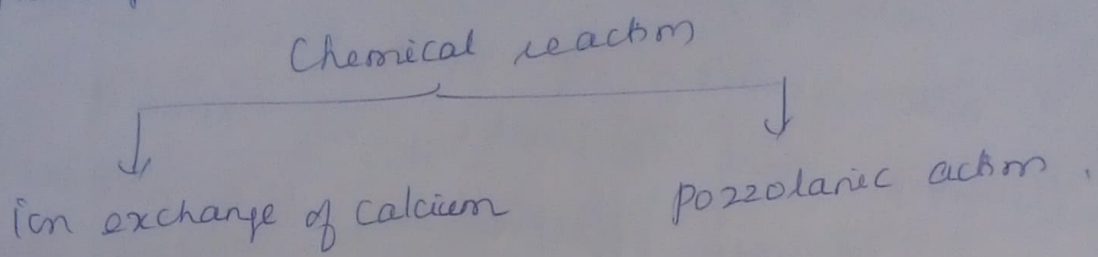 Chemical reaction
ion exchange of calcium
pozzolanic action.